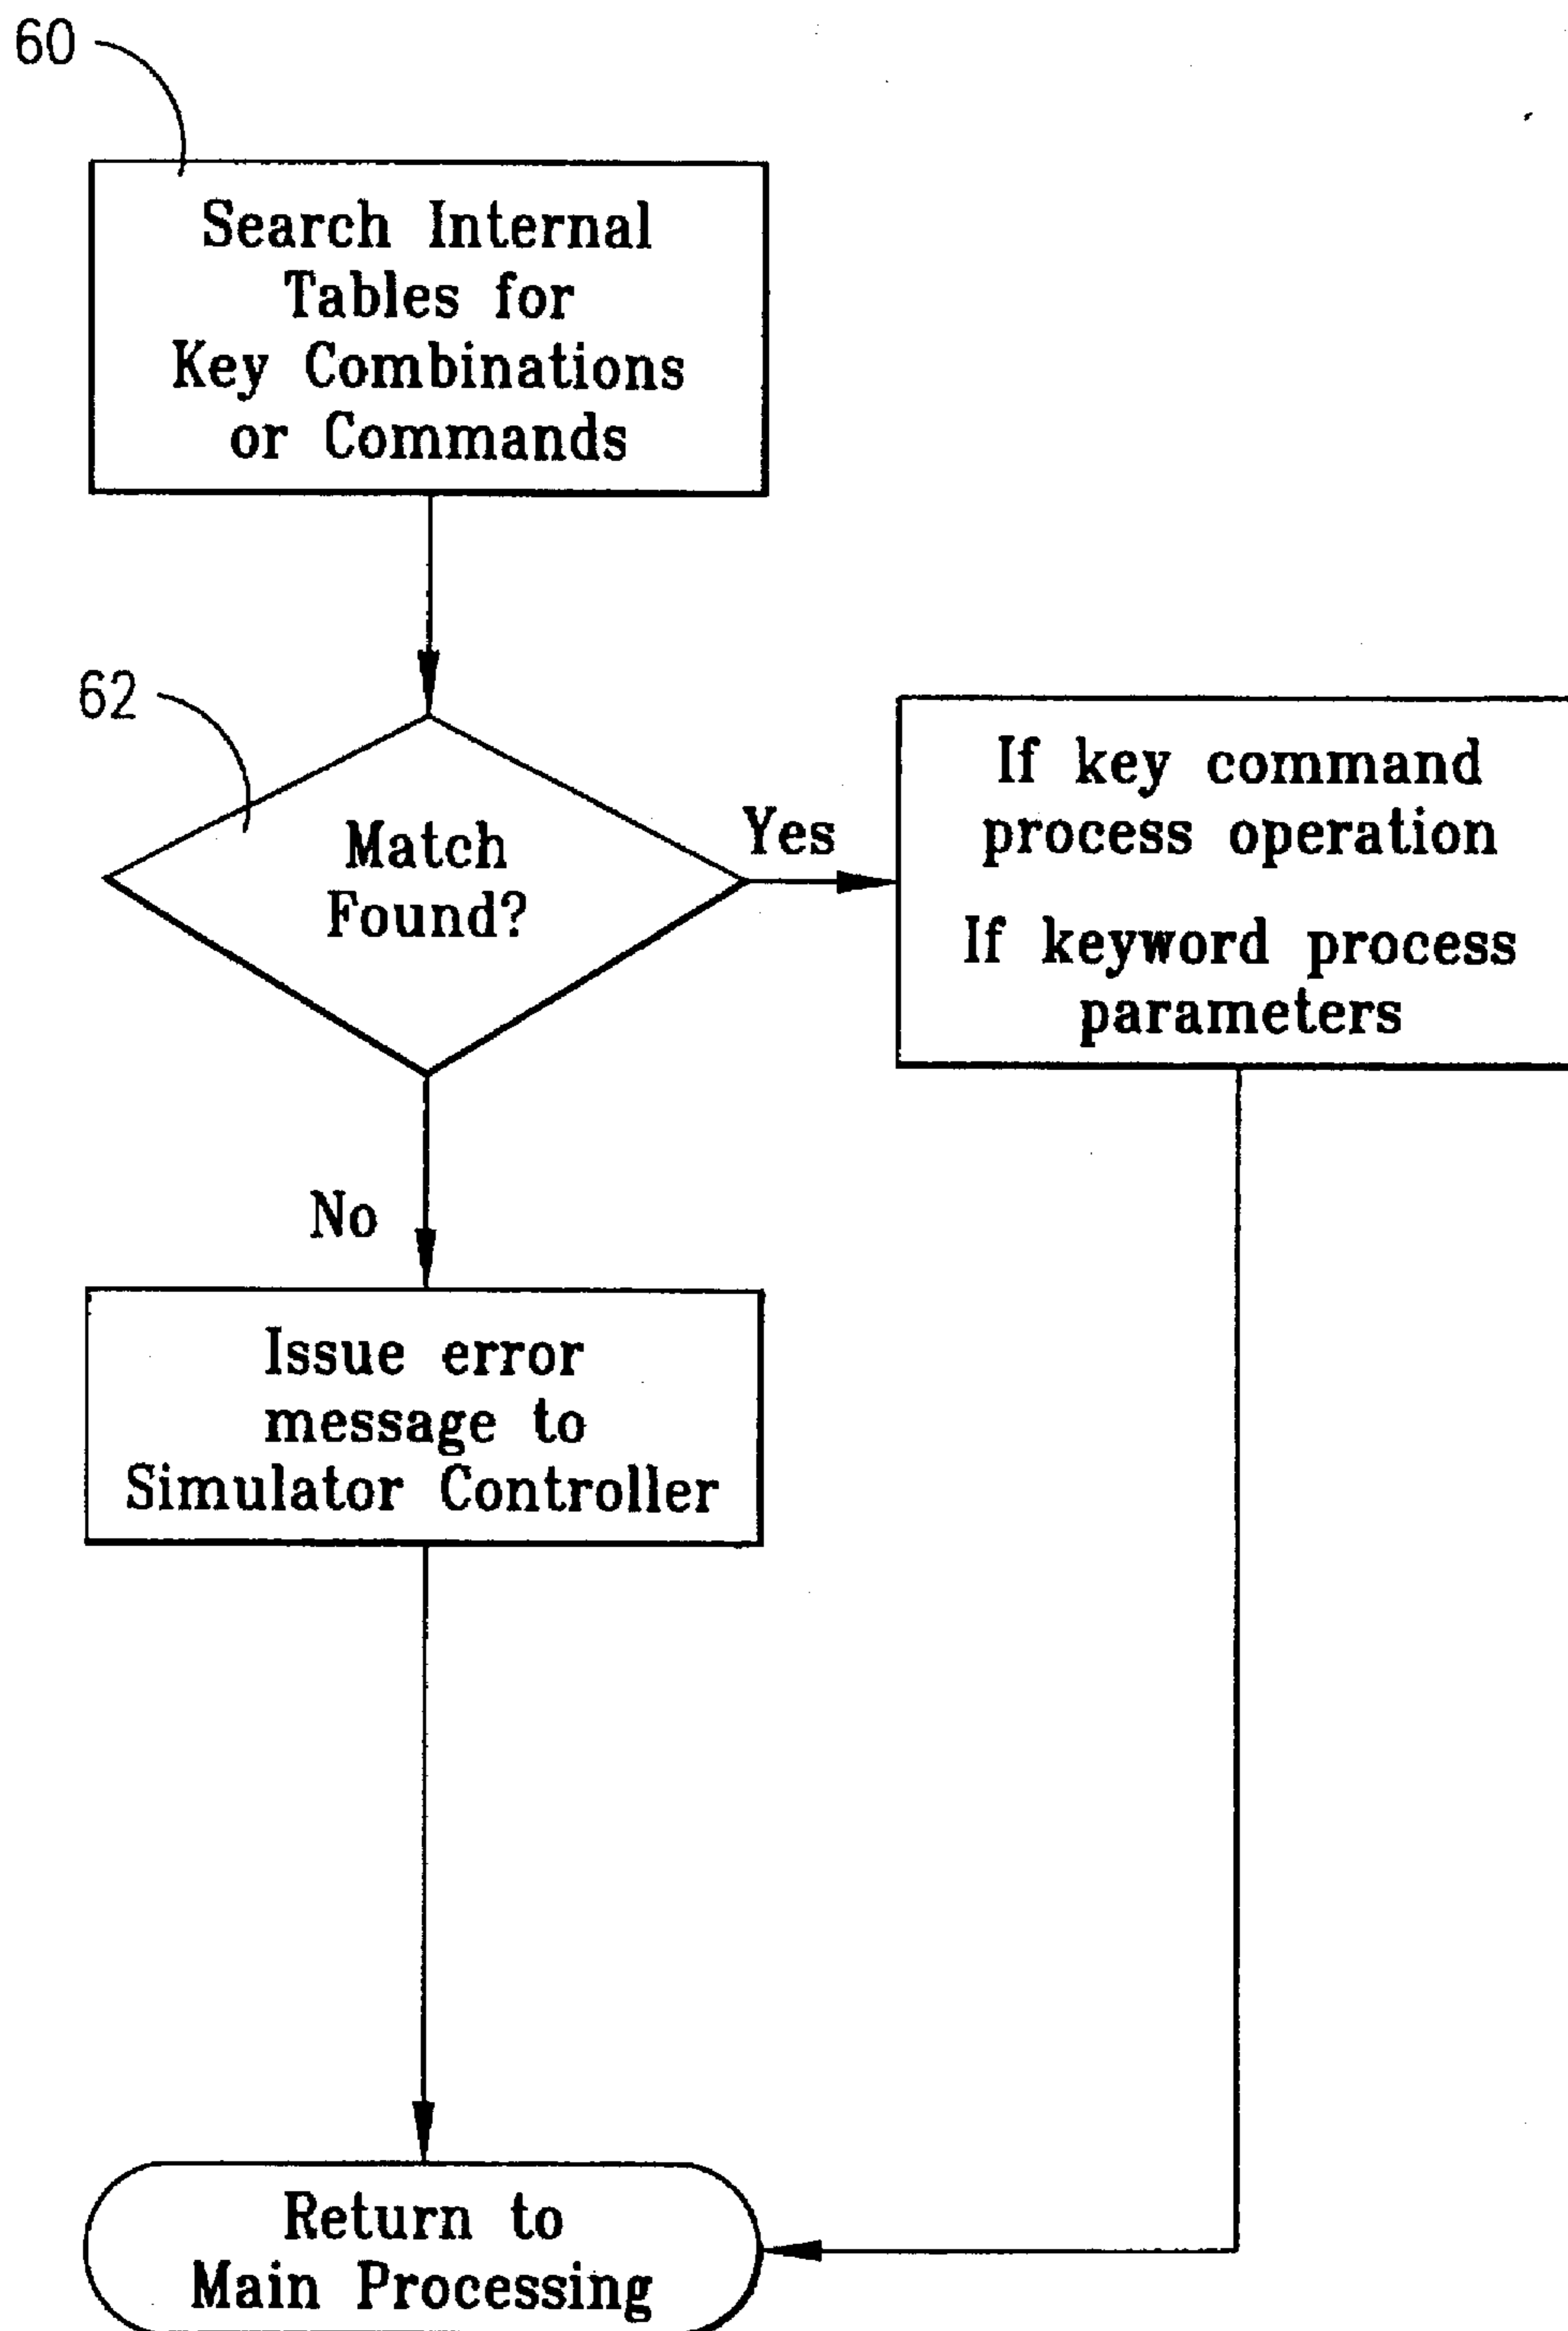 60
Search Internal
Tables for
Key Combinations
or Commands
62
Match
Found?
Yes
If key command
process operation
If keyword process
parameters
No
Issue error
message to
Simulator Controller
Return to
Main Processing